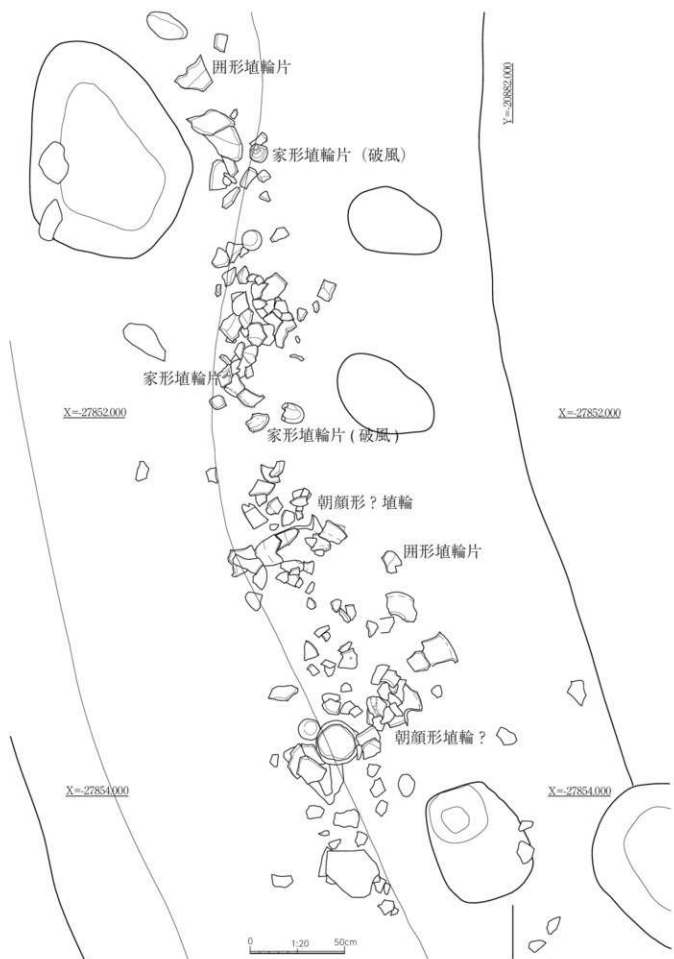 囲形埴輪片
Y=-20882.000
家形埴輪片（破風）
家形埴輪片
X=-27852.000
X=-27852.000
家形埴輪片(破風)
朝顔形？埴輪
囲形埴輪片
朝顔形埴輪？
X=-27854.000
X=-27854.000
0 1:20 50cm